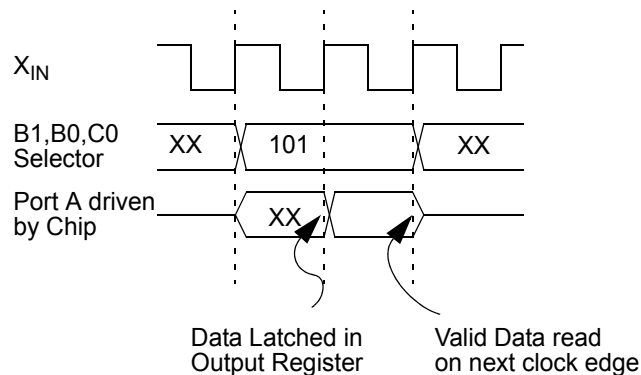 X_IN
B1,B0,C0
Selector
XX
101
XX
Port A driven
by Chip
XX
Data Latched in
Output Register
Valid Data read
on next clock edge